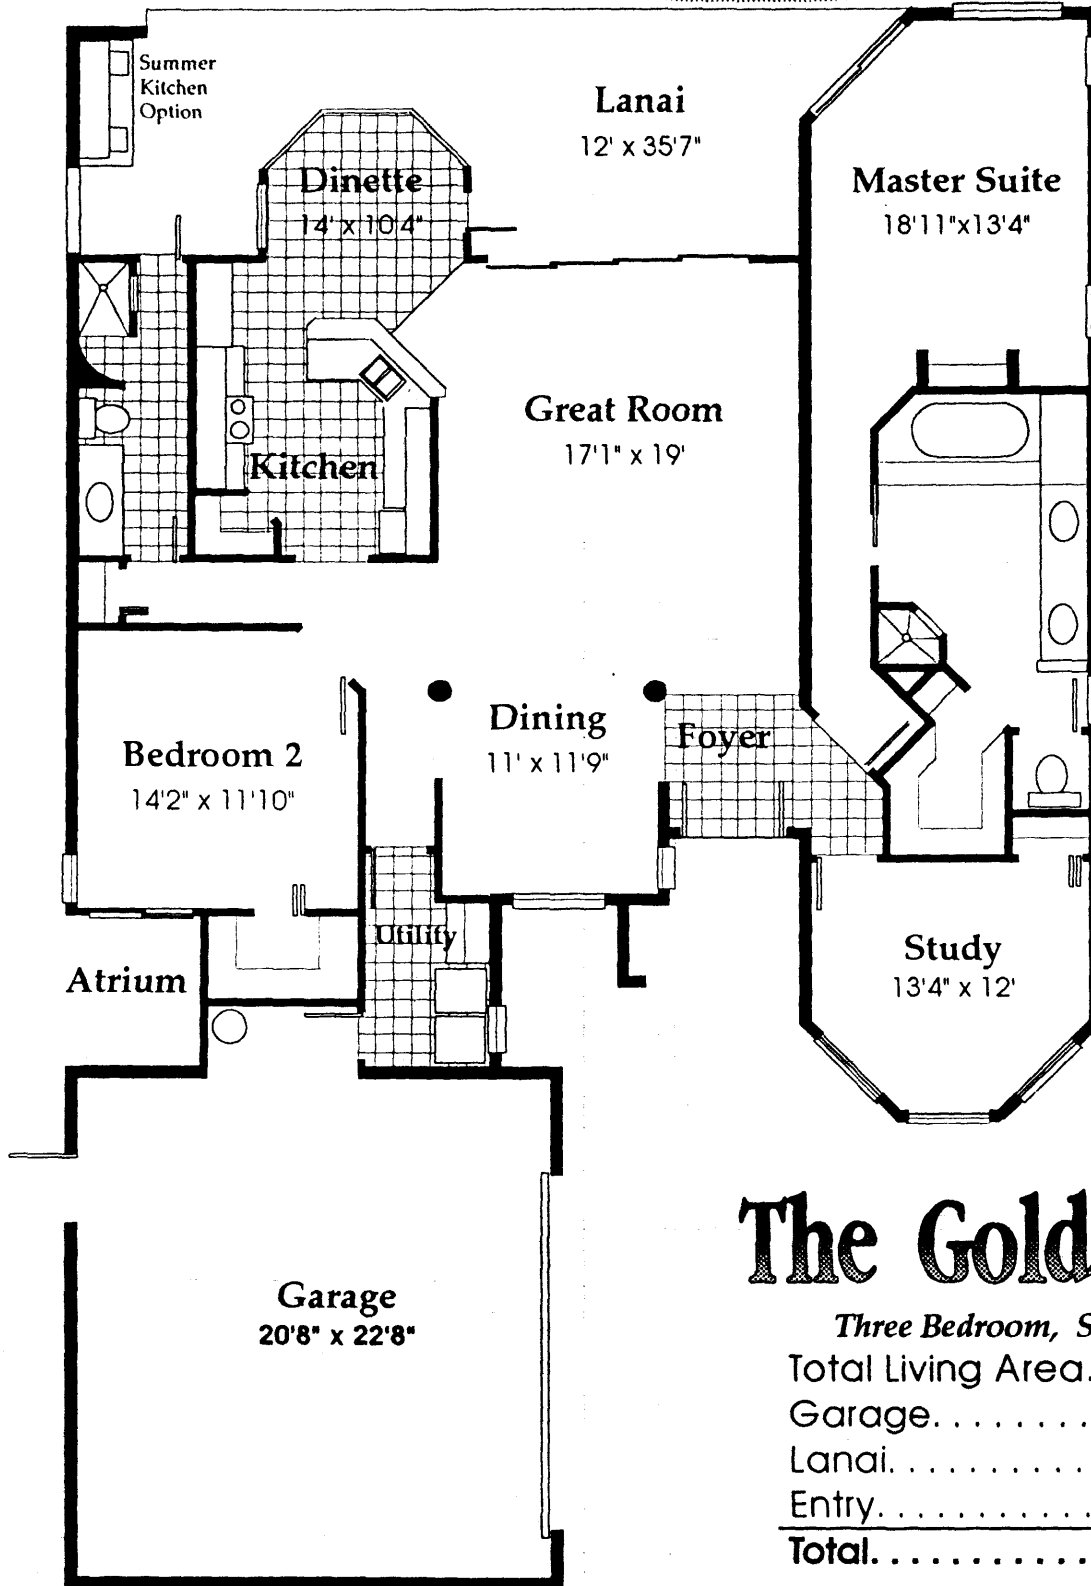 Summer
Kitchen
Option
Lanai
12' x 35'7"
Dinette
14' x 10'4"
Master Suite
18'11"x13'4"
Great Room
17'1" x 19'
Kitchen
Dining
11' x 11'9"
Foyer
Bedroom 2
14'2" x 11'10"
Utility
Atrium
Study
13'4" x 12'
Garage
20'8" x 22'8"
The Gold
Three Bedroom, S
Total Living Area.
Garage. . . . . . . .
Lanai. . . . . . . . . .
Entry. . . . . . . . . . .
Total. . . . . . . . . . .